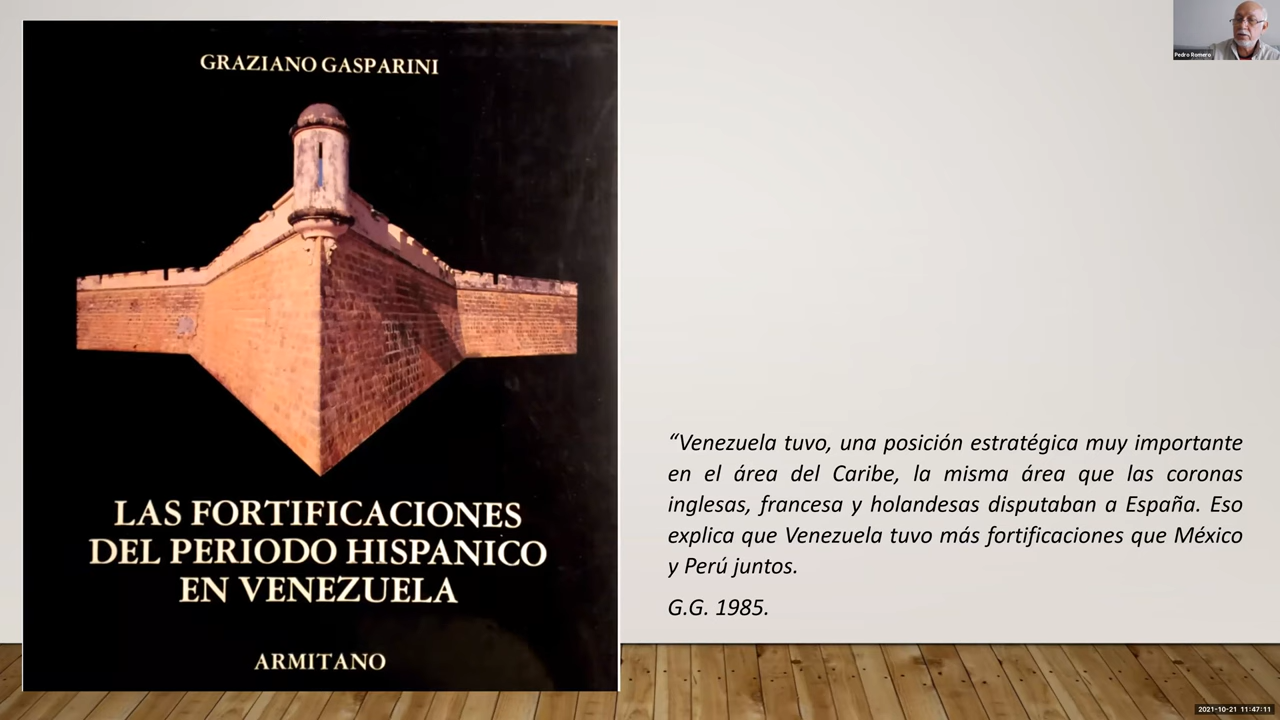 GRAZIANO GASPARINI
LAS FORTIFICACIONES
DEL PERIODO HISPANICO
EN VENEZUELA
ARMITANO
“Venezuela tuvo, una posición estratégica muy importante
en el área del Caribe, la misma área que las coronas
inglesas, francesa y holandesas disputaban a España. Eso
explica que Venezuela tuvo más fortificaciones que México
y Perú juntos.
G.G. 1985.
Pedro Romero
2021-10-21 11:47:11